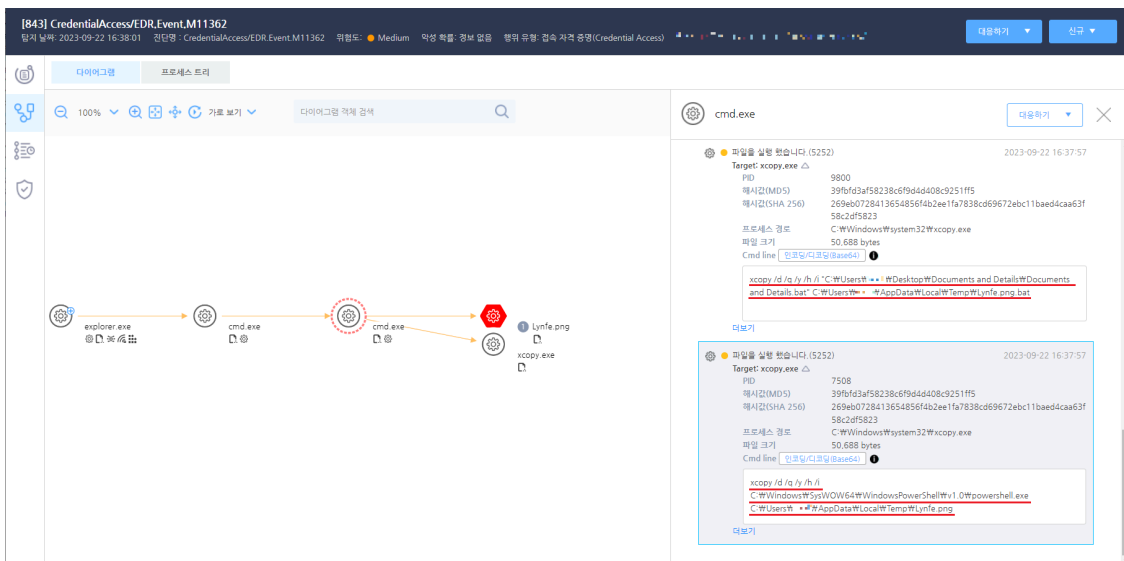 [843] CredentialAccess/EDR,Event,M11362
탐지 날짜: 2023-09-22 16:38:01 진단명 : CredentialAccess/EDR.Event.M11362 위험도: Medium 악성 확률: 정보 없음 행위 유형: 접속 자격 증명(Credential Access)
대응하기 ▼
신규 ▼
다이어그램 프로세스 트리
100% 가로 보기
다이어그램 객체 검색
explorer.exe
cmd.exe
cmd.exe
1 Lynfe.png
xcopy.exe
cmd.exe
대응하기 ▼
파일을 실행 했습니다.(5252) 2023-09-22 16:37:57
Target: xcopy.exe
PID 9800
해시값(MD5) 39fbfd3af58238c6f9d4d408c9251ff5
해시값(SHA 256) 269eb0728413654856f4b2ee1fa7838cd69672ebc11baed4caa63f
58c2df5823
프로세스 경로 C:₩Windows₩system32₩xcopy.exe
파일 크기 50,688 bytes
Cmd line 인코딩/디코딩(Base64)
xcopy /d /q /y /h /i "C:₩Users₩ ₩Desktop₩Documents and Details₩Documents
and Details.bat" C:₩Users₩ ₩AppData₩Local₩Temp₩Lynfe.png.bat
더보기
파일을 실행 했습니다.(5252) 2023-09-22 16:37:57
Target: xcopy.exe
PID 7508
해시값(MD5) 39fbfd3af58238c6f9d4d408c9251ff5
해시값(SHA 256) 269eb0728413654856f4b2ee1fa7838cd69672ebc11baed4caa63f
58c2df5823
프로세스 경로 C:₩Windows₩system32₩xcopy.exe
파일 크기 50,688 bytes
Cmd line 인코딩/디코딩(Base64)
xcopy /d /q /y /h /i
C:₩Windows₩SysWOW64₩WindowsPowerShell₩v1.0₩powershell.exe
C:₩Users₩ ₩AppData₩Local₩Temp₩Lynfe.png
더보기